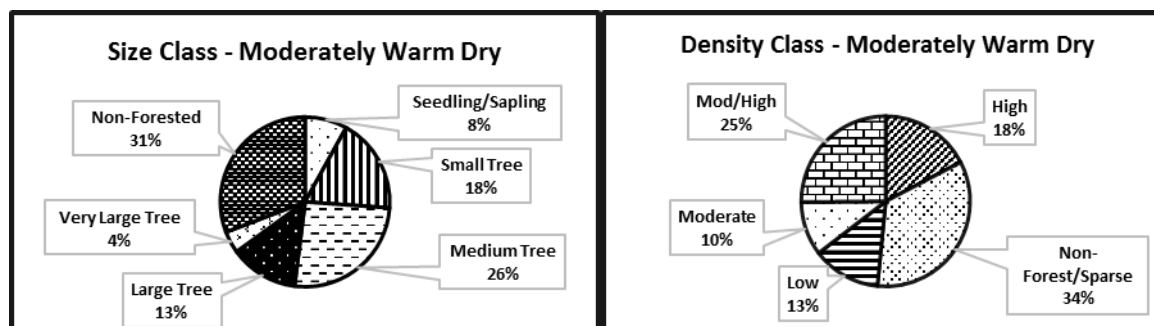 Size Class - Moderately Warm Dry
Non-Forested
31%
Seedling/Sapling
8%
Small Tree
18%
Very Large Tree
4%
Medium Tree
26%
Large Tree
13%
Density Class - Moderately Warm Dry
Mod/High
25%
High
18%
Moderate
10%
Non-
Forest/Sparse
34%
Low
13%